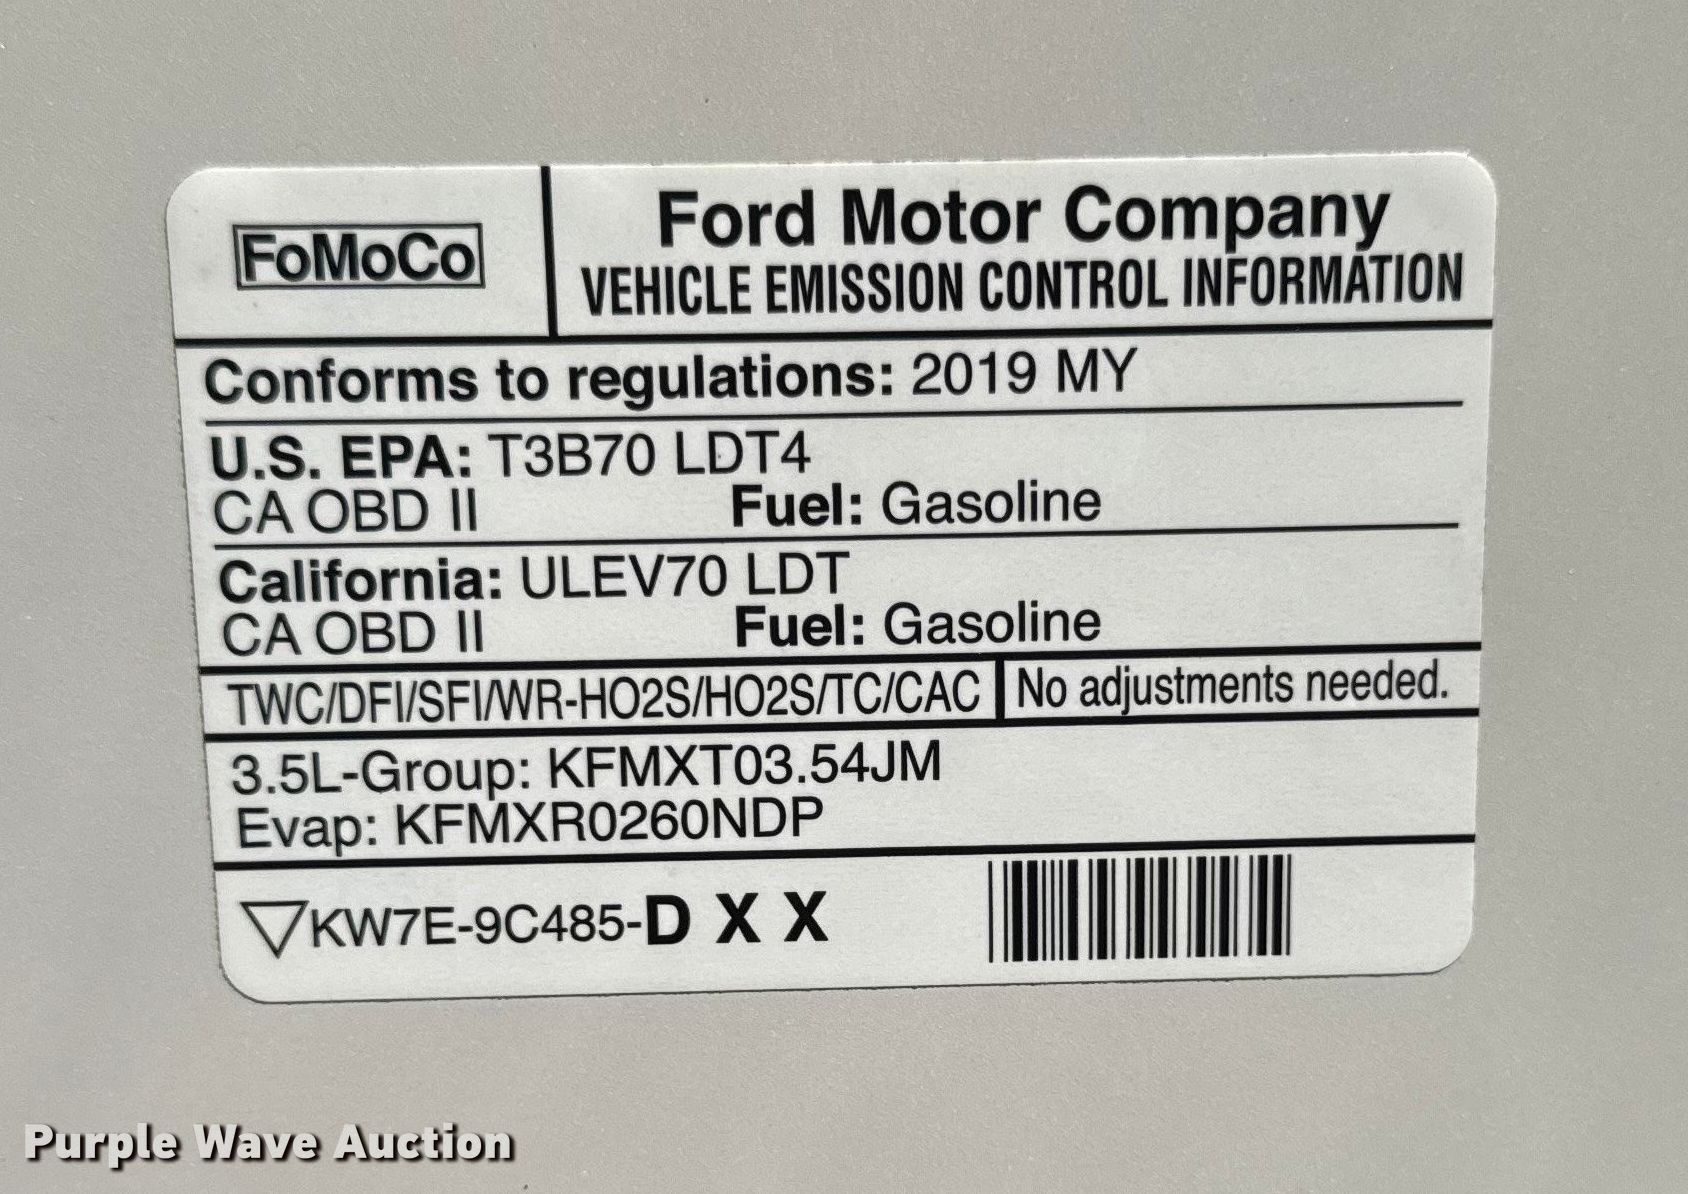 FoMoCo
Ford Motor Company
VEHICLE EMISSION CONTROL INFORMATION
Conforms to regulations: 2019 MY
U.S. EPA: T3B70 LDT4
CA OBD II Fuel: Gasoline
California: ULEV70 LDT
CA OBD II Fuel: Gasoline
TWC/DFI/SFI/WR-HO2S/HO2S/TC/CAC No adjustments needed.
3.5L-Group: KFMXT03.54JM
Evap: KFMXR0260NDP
KW7E-9C485-D X X
Purple Wave Auction